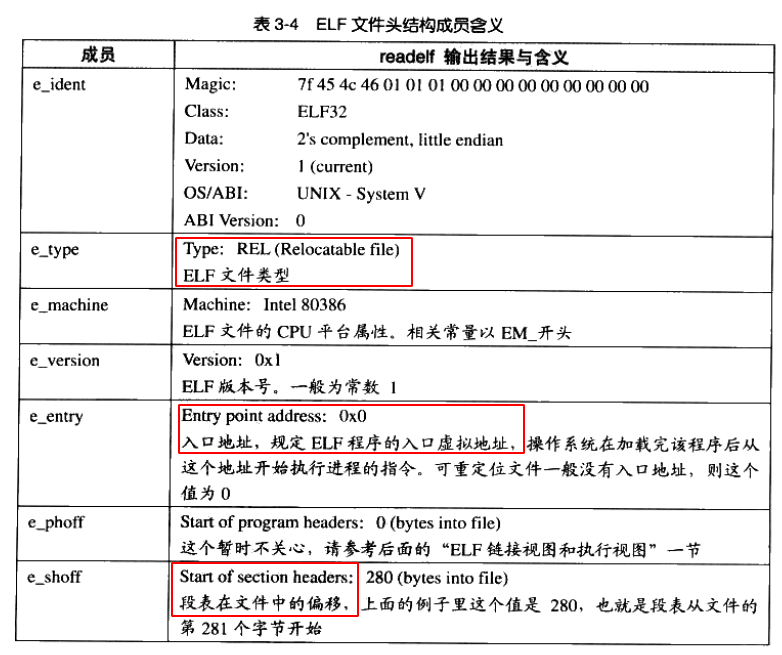 表 3-4 ELF 文件头结构成员含义
成员 readelf 输出结果与含义
e_ident Magic: 7f 45 4c 46 01 01 01 00 00 00 00 00 00 00 00 00
Class: ELF32
Data: 2's complement, little endian
Version: 1 (current)
OS/ABI: UNIX - System V
ABI Version: 0
e_type Type: REL (Relocatable file)
ELF 文件类型
e_machine Machine: Intel 80386
ELF 文件的 CPU 平台属性。相关常量以 EM_开头
e_version Version: 0x1
ELF 版本号。一般为常数 1
e_entry Entry point address: 0x0
入口地址，规定 ELF 程序的入口虚拟地址，操作系统在加载完该程序后从
这个地址开始执行进程的指令。可重定位文件一般没有入口地址，则这个
值为 0
e_phoff Start of program headers: 0 (bytes into file)
这个暂时不关心，请参考后面的“ELF 链接视图和执行视图”一节
e_shoff Start of section headers: 280 (bytes into file)
段表在文件中的偏移，上面的例子里这个值是 280，也就是段表从文件的
第 281 个字节开始